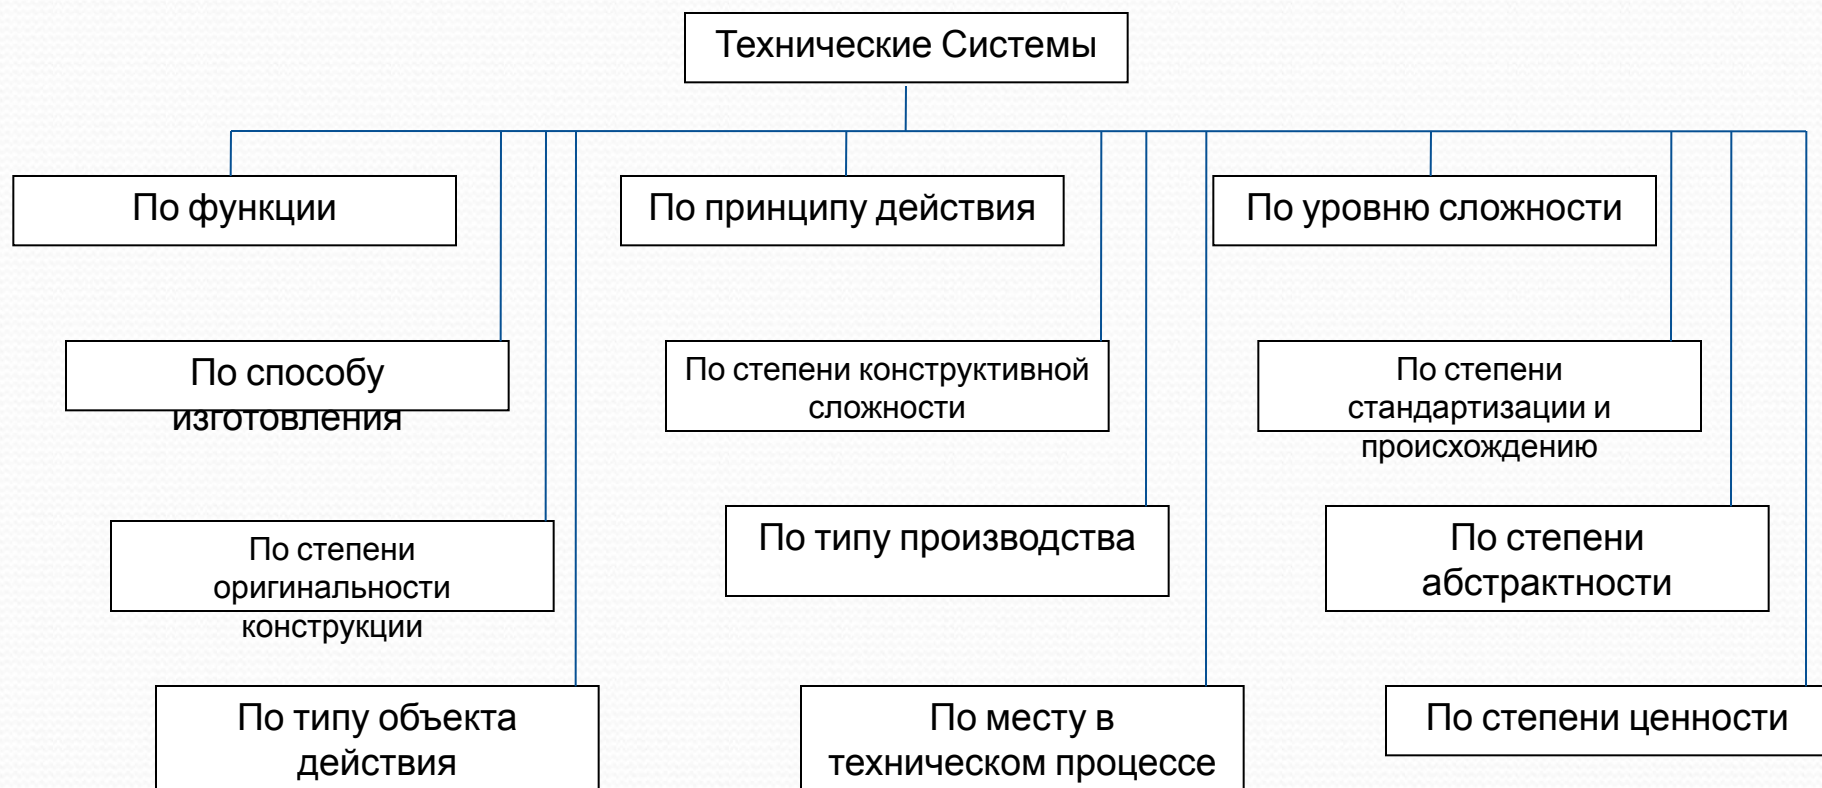 Технические Системы
По функции
По принципу действия
По уровню сложности
По способу
изготовления
По степени конструктивной
сложности
По степени
стандартизации и
происхождению
По степени
оригинальности
конструкции
По типу производства
По степени
абстрактности
По типу объекта
действия
По месту в
техническом процессе
По степени ценности